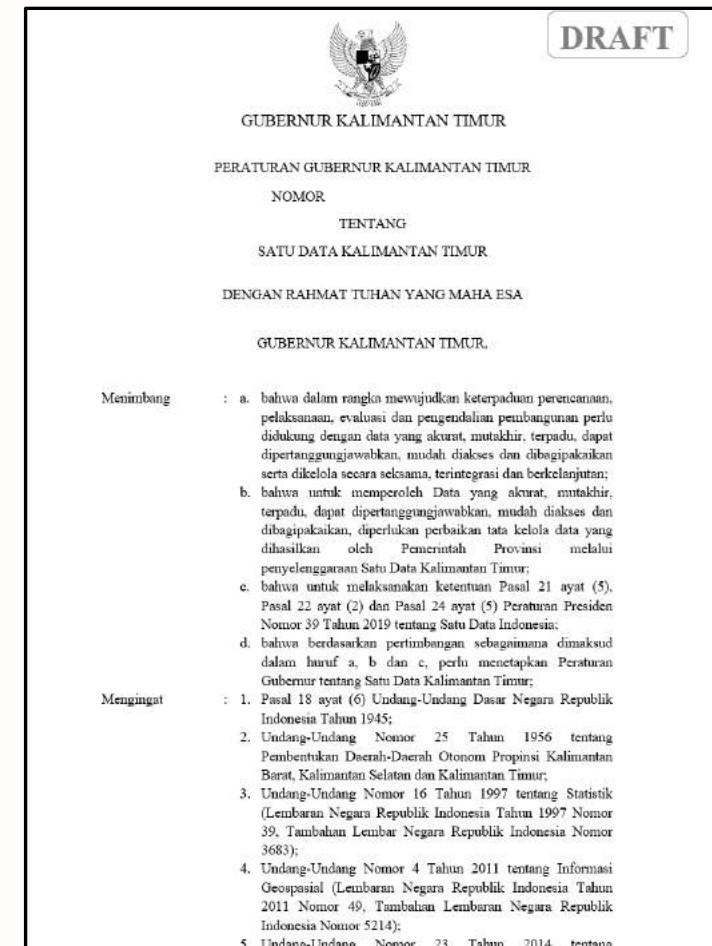 DRAFT
GUBERNUR KALIMANTAN TIMUR
PERATURAN GUBERNUR KALIMANTAN TIMUR
NOMOR
TENTANG
SATU DATA KALIMANTAN TIMUR
DENGAN RAHMAT TUHAN YANG MAHA ESA
GUBERNUR KALIMANTAN TIMUR,
Menimbang : a. bahwa dalam rangka mewujudkan keterpaduan perencanaan,
pelaksanaan, evaluasi dan pengendalian pembangunan perlu
didukung dengan data yang akurat, mutakhir, terpadu, dapat
dipertanggungjawabkan, mudah diakses dan dibagipakaikan
serta dikelola secara seksama, terintegrasi dan berkelanjutan;
b. bahwa untuk memperoleh Data yang akurat, mutakhir,
terpadu, dapat dipertanggungjawabkan, mudah diakses dan
dibagipakaikan, diperlukan perbaikan tata kelola data yang
dihasilkan oleh Pemerintah Provinsi melalui
penyelenggaraan Satu Data Kalimantan Timur;
c. bahwa untuk melaksanakan ketentuan Pasal 21 ayat (5),
Pasal 22 ayat (2) dan Pasal 24 ayat (5) Peraturan Presiden
Nomor 39 Tahun 2019 tentang Satu Data Indonesia;
d. bahwa berdasarkan pertimbangan sebagaimana dimaksud
dalam huruf a, b dan c, perlu menetapkan Peraturan
Gubernur tentang Satu Data Kalimantan Timur;
Mengingat : 1. Pasal 18 ayat (6) Undang-Undang Dasar Negara Republik
Indonesia Tahun 1945;
2. Undang-Undang Nomor 25 Tahun 1956 tentang
Pembentukan Daerah-Daerah Otonom Propinsi Kalimantan
Barat, Kalimantan Selatan dan Kalimantan Timur;
3. Undang-Undang Nomor 16 Tahun 1997 tentang Statistik
(Lembaran Negara Republik Indonesia Tahun 1997 Nomor
39, Tambahan Lembar Negara Republik Indonesia Nomor
3683);
4. Undang-Undang Nomor 4 Tahun 2011 tentang Informasi
Geospasial (Lembaran Negara Republik Indonesia Tahun
2011 Nomor 49, Tambahan Lembaran Negara Republik
Indonesia Nomor 5214);
5. Undang-Undang Nomor 23 Tahun 2014 tentang